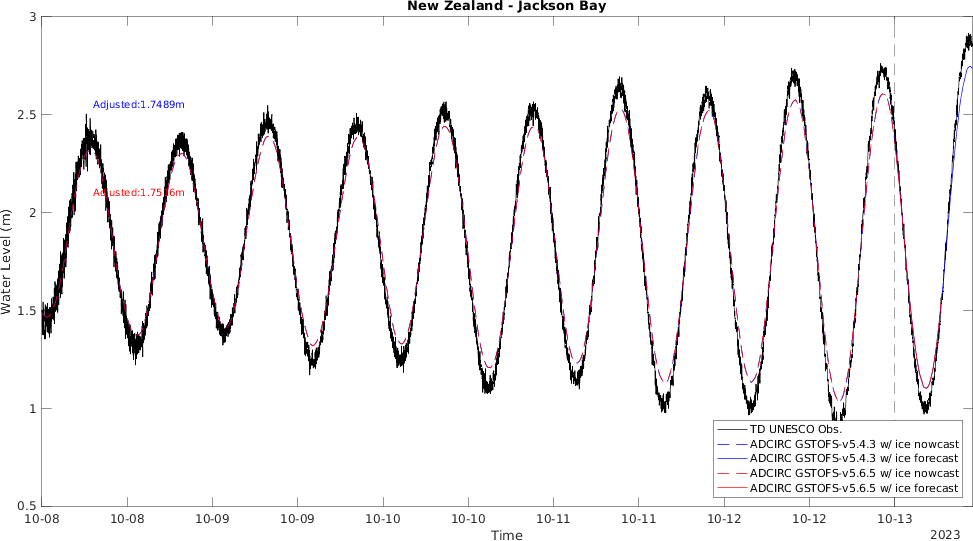 New Zealand - Jackson Bay
3
2.5
2
1.5
1
0.5
Water Level (m)
Adjusted:1.7489m
TD UNESCO Obs.
ADCIRC GSTOFS-v5.4.3 w/ ice nowcast
ADCIRC GSTOFS-v5.4.3 w/ ice forecast
ADCIRC GSTOFS-v5.6.5 w/ ice nowcast
ADCIRC GSTOFS-v5.6.5 w/ ice forecast
10-08 10-08 10-09 10-09 10-10 10-10 10-11 10-11 10-12 10-12 10-13
Time
2023